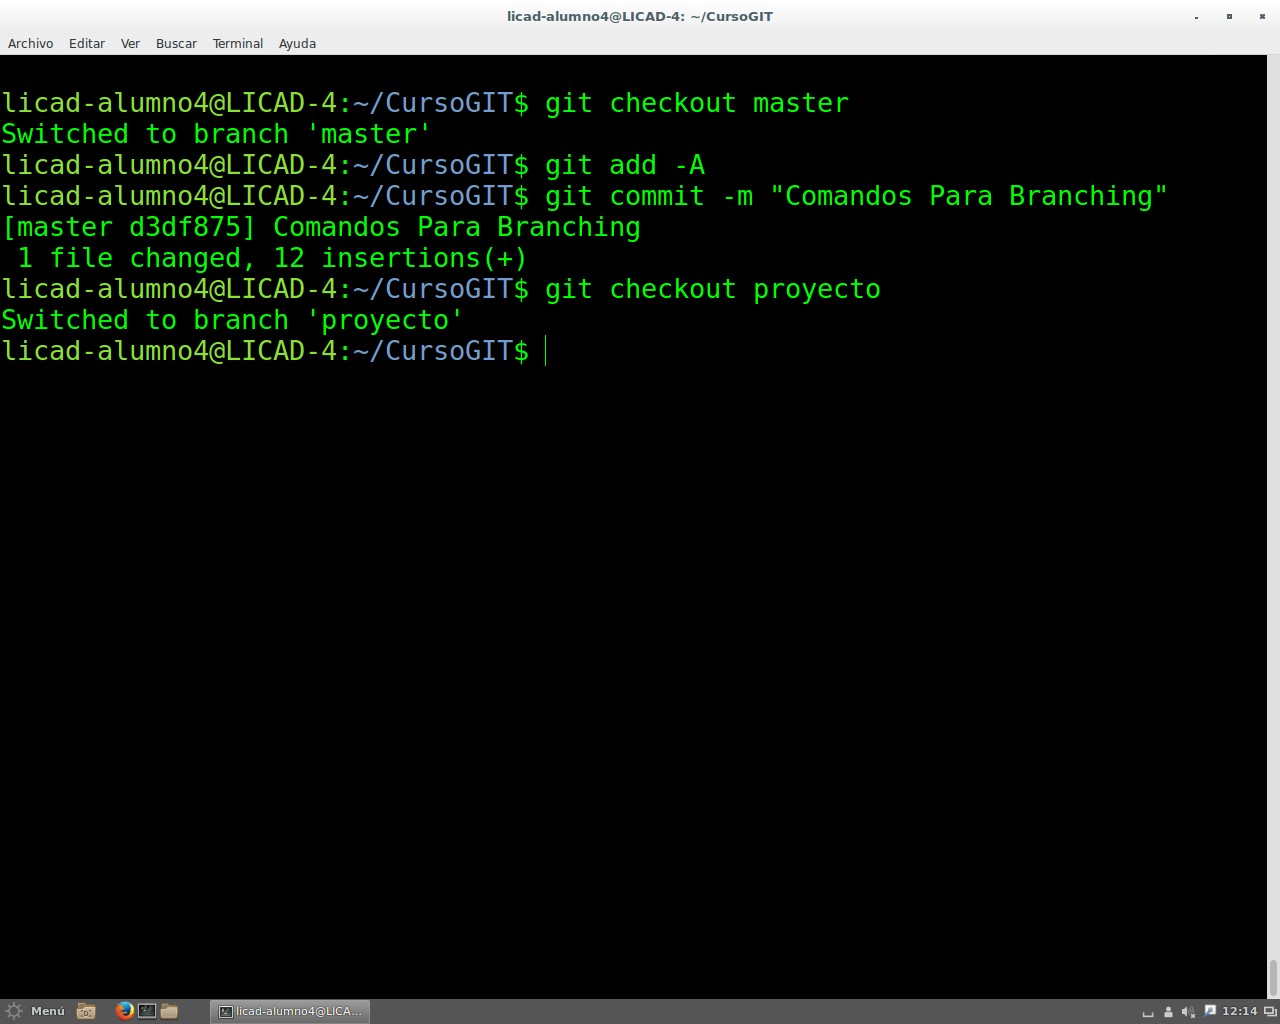 licad-alumno4@LICAD-4: ~/CursoGIT
Archivo Editar Ver Buscar Terminal Ayuda
licad-alumno4@LICAD-4:~/CursoGIT$ git checkout master
Switched to branch 'master'
licad-alumno4@LICAD-4:~/CursoGIT$ git add -A
licad-alumno4@LICAD-4:~/CursoGIT$ git commit -m "Comandos Para Branching"
[master d3df875] Comandos Para Branching
 1 file changed, 12 insertions(+)
licad-alumno4@LICAD-4:~/CursoGIT$ git checkout proyecto
Switched to branch 'proyecto'
licad-alumno4@LICAD-4:~/CursoGIT$
Menú licad-alumno4@LICA... 12:14